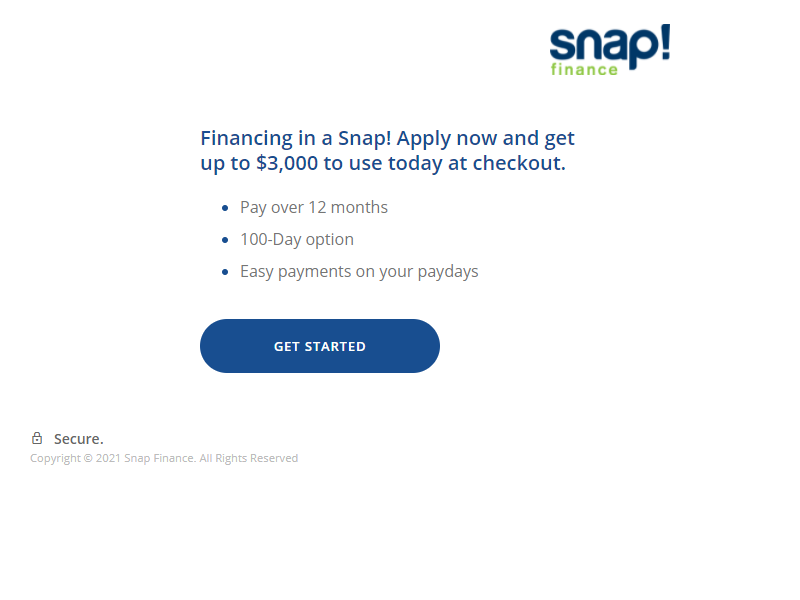 snap!
finance
Financing in a Snap! Apply now and get
up to $3,000 to use today at checkout.
Pay over 12 months
100-Day option
Easy payments on your paydays
GET STARTED
Secure.
Copyright © 2021 Snap Finance. All Rights Reserved